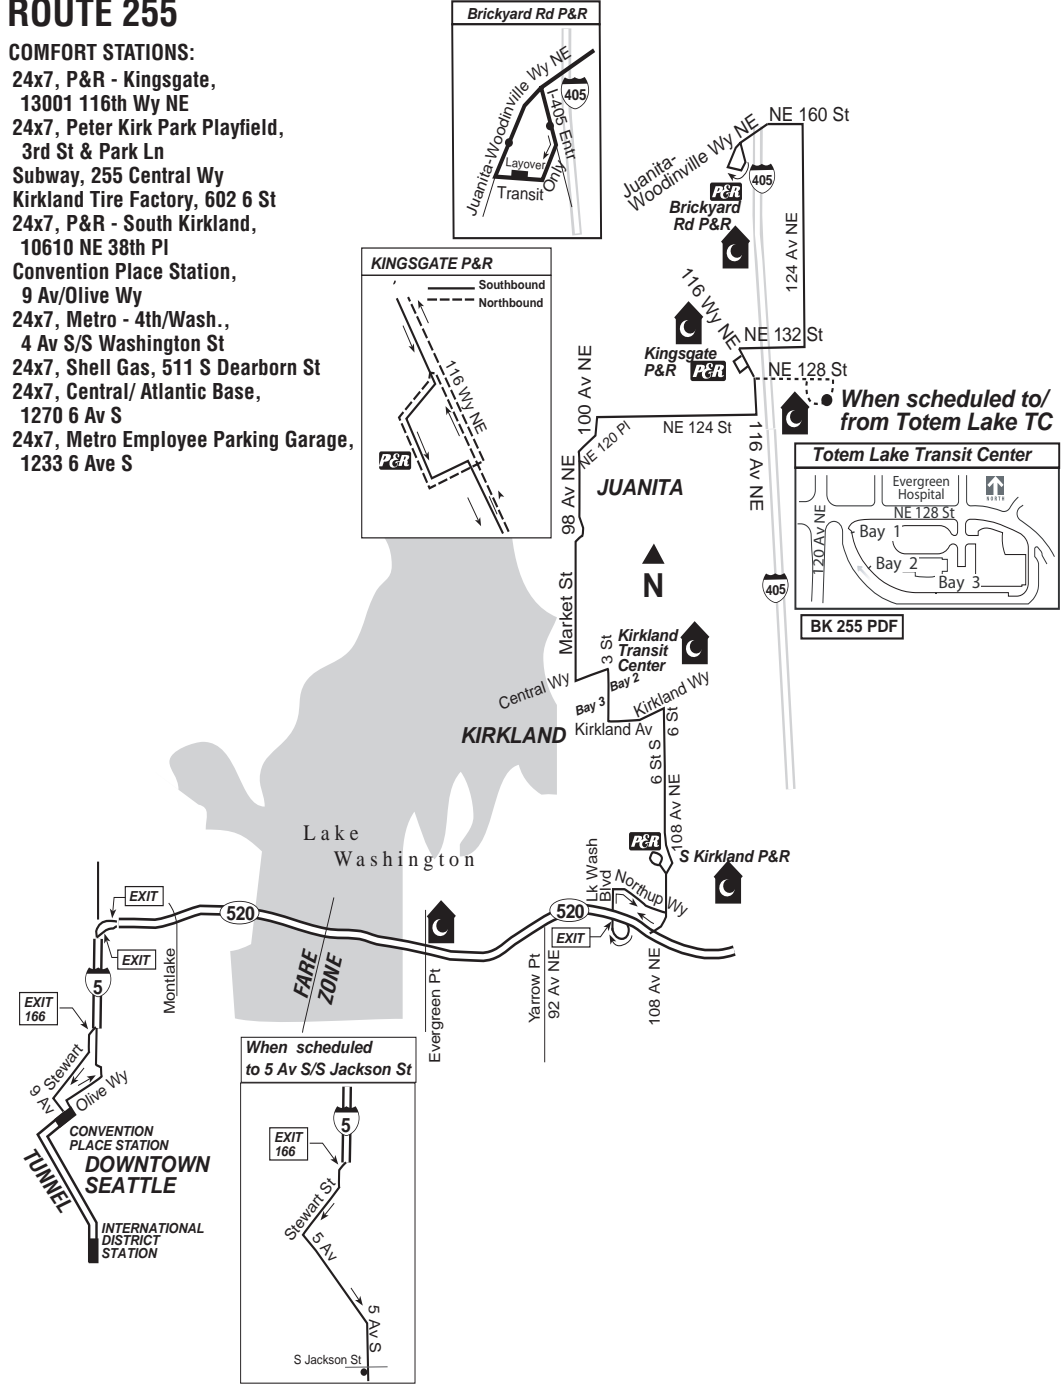 ROUTE 255
COMFORT STATIONS:
24x7, P&R - Kingsgate,
13001 116th Wy NE
24x7, Peter Kirk Park Playfield,
3rd St & Park Ln
Subway, 255 Central Wy
Kirkland Tire Factory, 602 6 St
24x7, P&R - South Kirkland,
10610 NE 38th Pl
Convention Place Station,
9 Av/Olive Wy
24x7, Metro - 4th/Wash.,
4 Av S/S Washington St
24x7, Shell Gas, 511 S Dearborn St
24x7, Central/ Atlantic Base,
1270 6 Av S
24x7, Metro Employee Parking Garage,
1233 6 Ave S
Brickyard Rd P&R
Juanita-Woodinville Wy NE
405
I-405 Entr
Only
Layover
Transit
KINGSGATE P&R
Southbound
Northbound
116 Wy NE
P&R
NE 160 St
Juanita-
Woodinville Wy NE
405
P&R
Brickyard
Rd P&R
124 Av NE
116 Wy NE
NE 132 St
Kingsgate
P&R
P&R
NE 128 St
When scheduled to/
from Totem Lake TC
100 Av NE
NE 124 St
NE 120 Pl
116 Av NE
98 Av NE
JUANITA
Totem Lake Transit Center
Evergreen
Hospital
NORTH
NE 128 St
120 Av NE
Bay 1
Bay 2
Bay 3
BK 255 PDF
N
405
Market St
Kirkland
Transit
Center
3 St
Bay 2
Central Wy
Bay 3
Kirkland Wy
Kirkland Av
KIRKLAND
6 St
6 St S
108 Av NE
Lake
Washington
P&R
S Kirkland P&R
Lk Wash
Blvd
Northup Wy
EXIT
520
520
EXIT
EXIT
Montlake
5
FARE
ZONE
Evergreen Pt
Yarrow Pt
92 Av NE
108 Av NE
EXIT
166
Stewart
9 Av
Olive Wy
CONVENTION
PLACE STATION
DOWNTOWN
SEATTLE
TUNNEL
INTERNATIONAL
DISTRICT
STATION
When scheduled
to 5 Av S/S Jackson St
5
EXIT
166
Stewart St
5 Av
5 Av S
S Jackson St